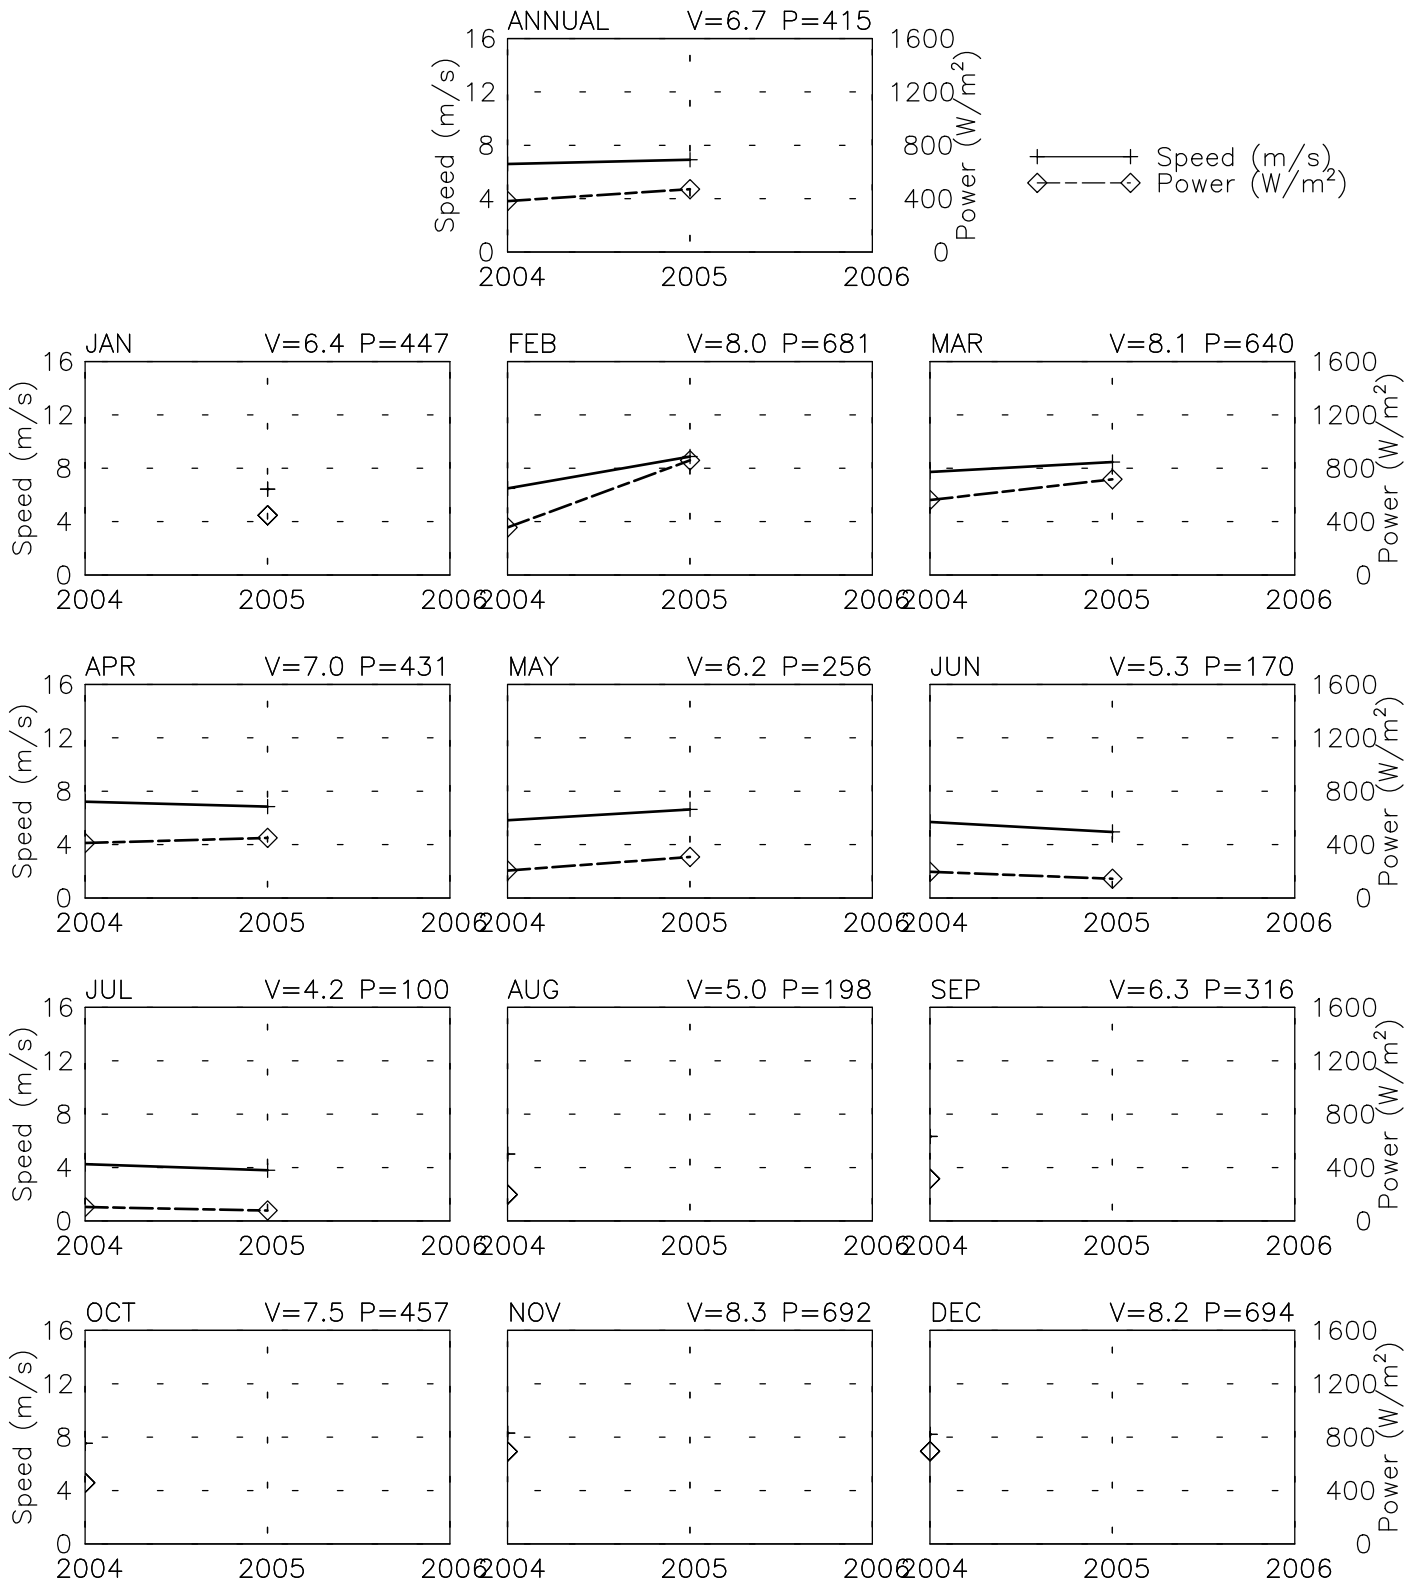 ANNUAL V=6.7 P=415
16 1600
12 1200
8 800
4 400
0 0
Speed (m/s)
Power (W/m²)
2004 2005 2006
Speed (m/s)
Power (W/m²)
JAN V=6.4 P=447 FEB V=8.0 P=681 MAR V=8.1 P=640
16 1600
12 1200
8 800
4 400
0 0
Speed (m/s)
Power (W/m²)
2004 2005 2006 2004 2005 2004 2005 2006
APR V=7.0 P=431 MAY V=6.2 P=256 JUN V=5.3 P=170
16 1600
12 1200
8 800
4 400
0 0
Speed (m/s)
Power (W/m²)
2004 2005 2006 2004 2005 2004 2005 2006
JUL V=4.2 P=100 AUG V=5.0 P=198 SEP V=6.3 P=316
16 1600
12 1200
8 800
4 400
0 0
Speed (m/s)
Power (W/m²)
2004 2005 2006 2004 2005 2004 2005 2006
OCT V=7.5 P=457 NOV V=8.3 P=692 DEC V=8.2 P=694
16 1600
12 1200
8 800
4 400
0 0
Speed (m/s)
Power (W/m²)
2004 2005 2006 2004 2005 2004 2005 2006